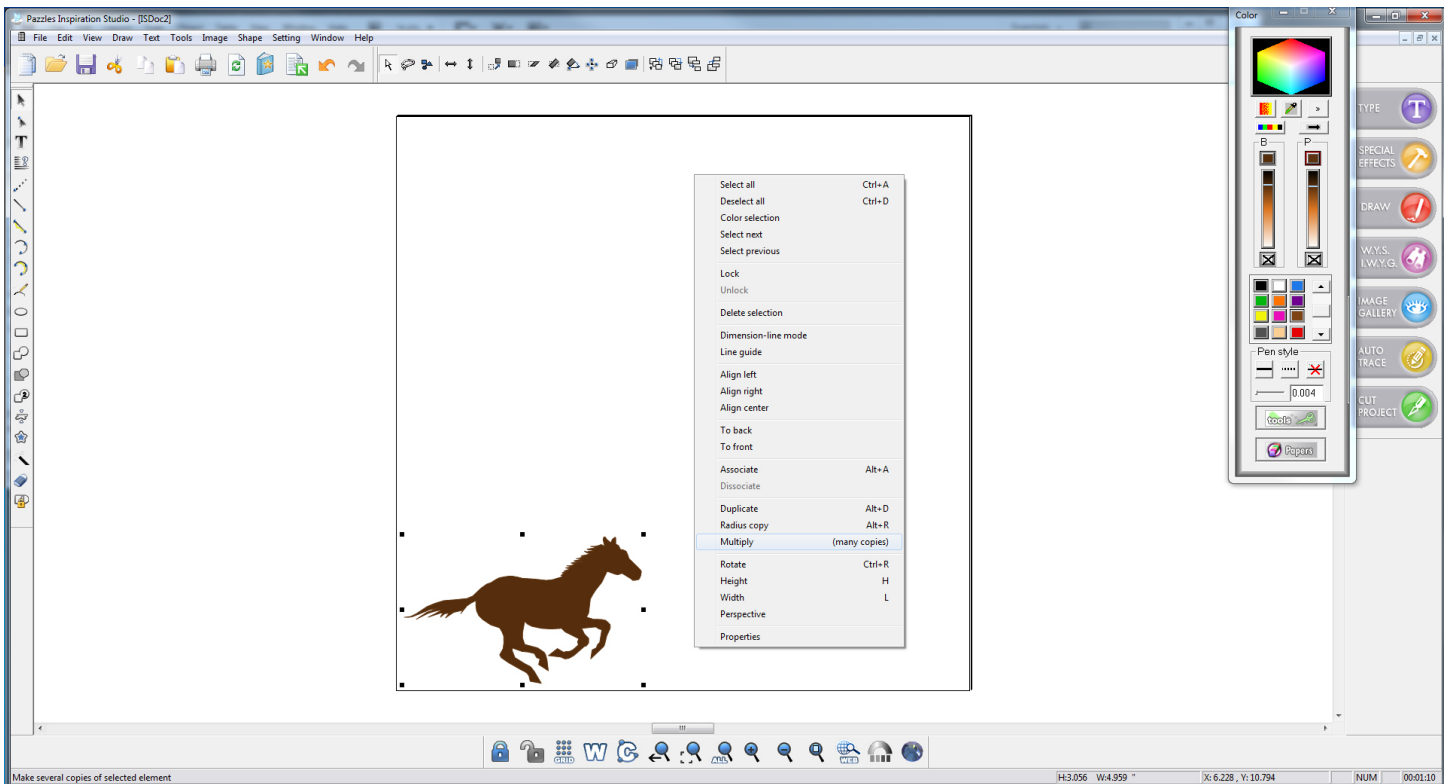 Pazzles Inspiration Studio - [ISDoc2]
Color
File Edit View Draw Text Tools Image Shape Setting Window Help
TYPE T
SPECIAL
EFFECTS
DRAW
W.Y.S.
I.W.Y.G.
IMAGE
GALLERY
AUTO
TRACE
CUT
PROJECT
B P
Pen style
0.004
tools
Papers
Select all Ctrl+A
Deselect all Ctrl+D
Color selection
Select next
Select previous
Lock
Unlock
Delete selection
Dimension-line mode
Line guide
Align left
Align right
Align center
To back
To front
Associate Alt+A
Dissociate
Duplicate Alt+D
Radius copy Alt+R
Multiply (many copies)
Rotate Ctrl+R
Height H
Width L
Perspective
Properties
GRID W WEB
Make several copies of selected element
H:3.056 W:4.959 "
X: 6.228 , Y: 10.794
NUM
00:01:10